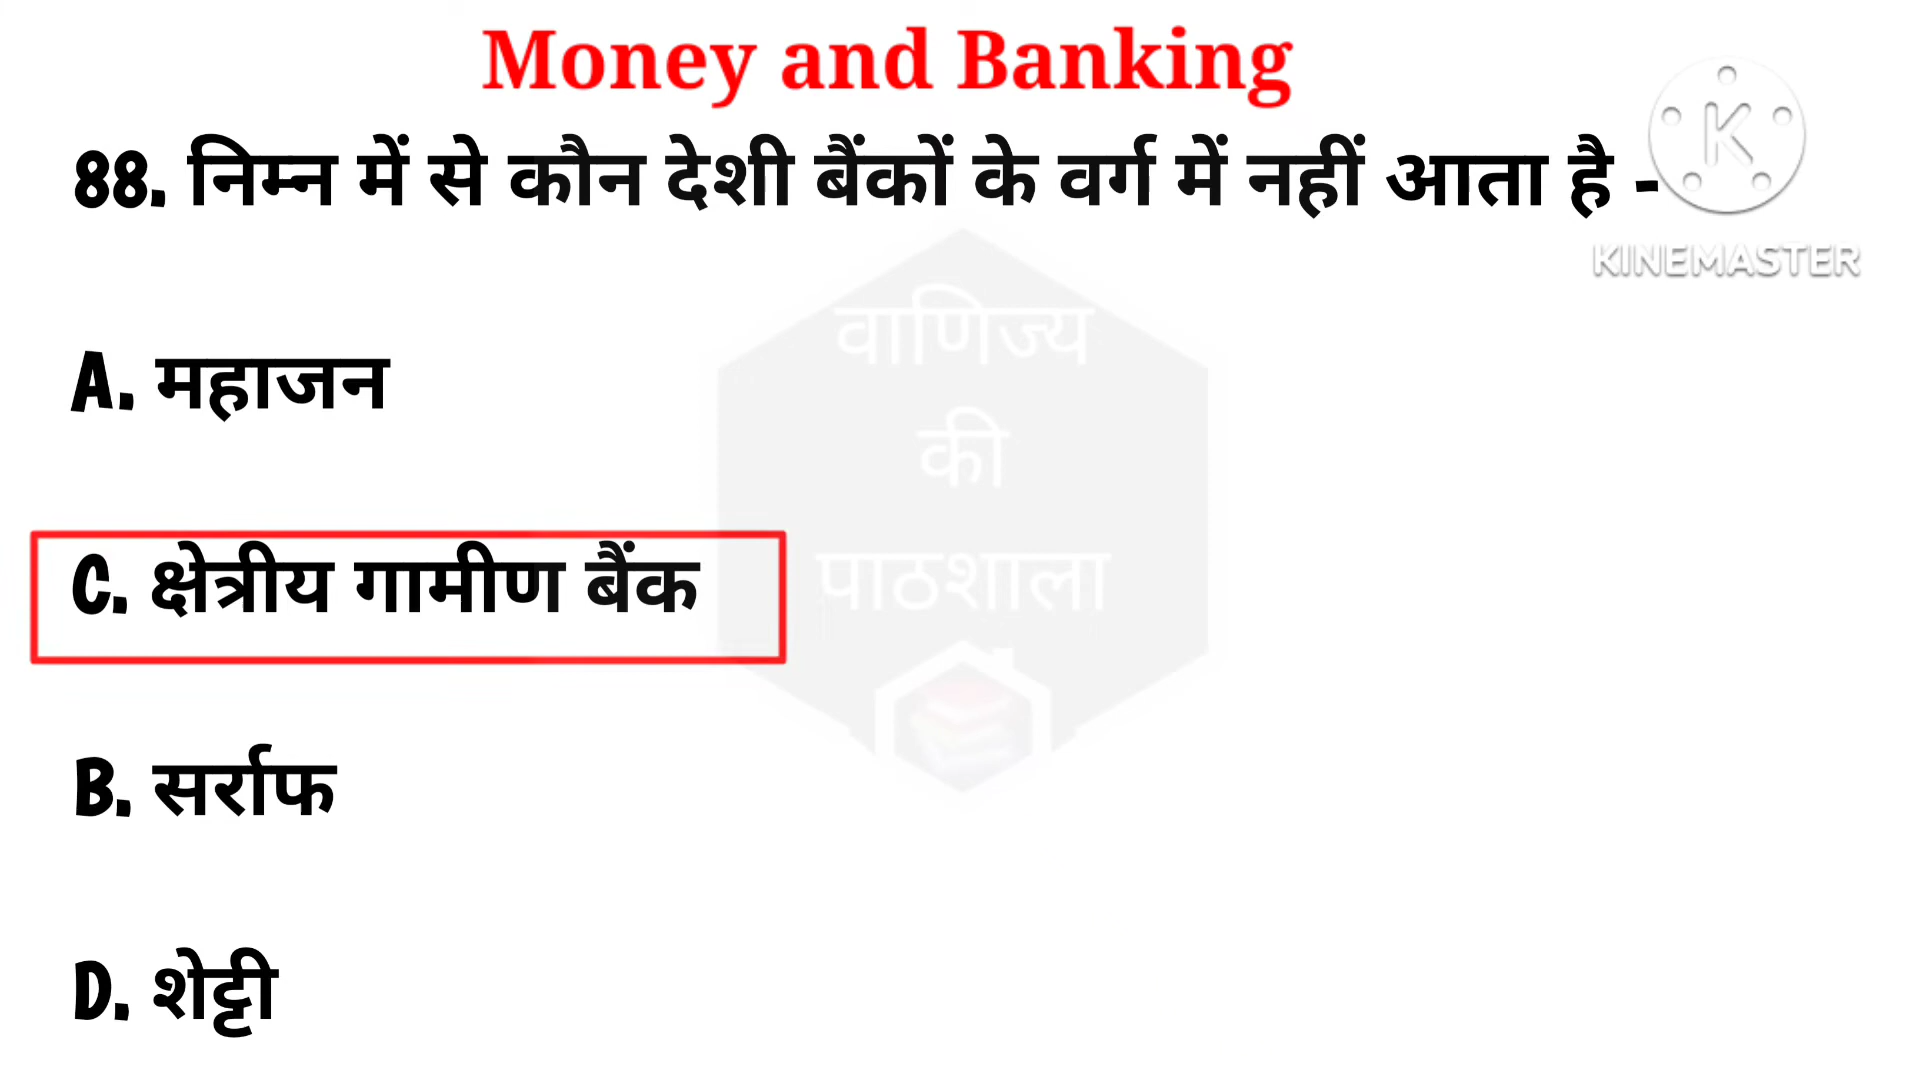 Money and Banking
88. निम्न में से कौन देशी बैंकों के वर्ग में नहीं आता है -
K
KINEMASTER
वाणिज्य
की
पाठशाला
A. महाजन
C. क्षेत्रीय गामीण बैंक
B. सर्राफ
D. शेट्टी